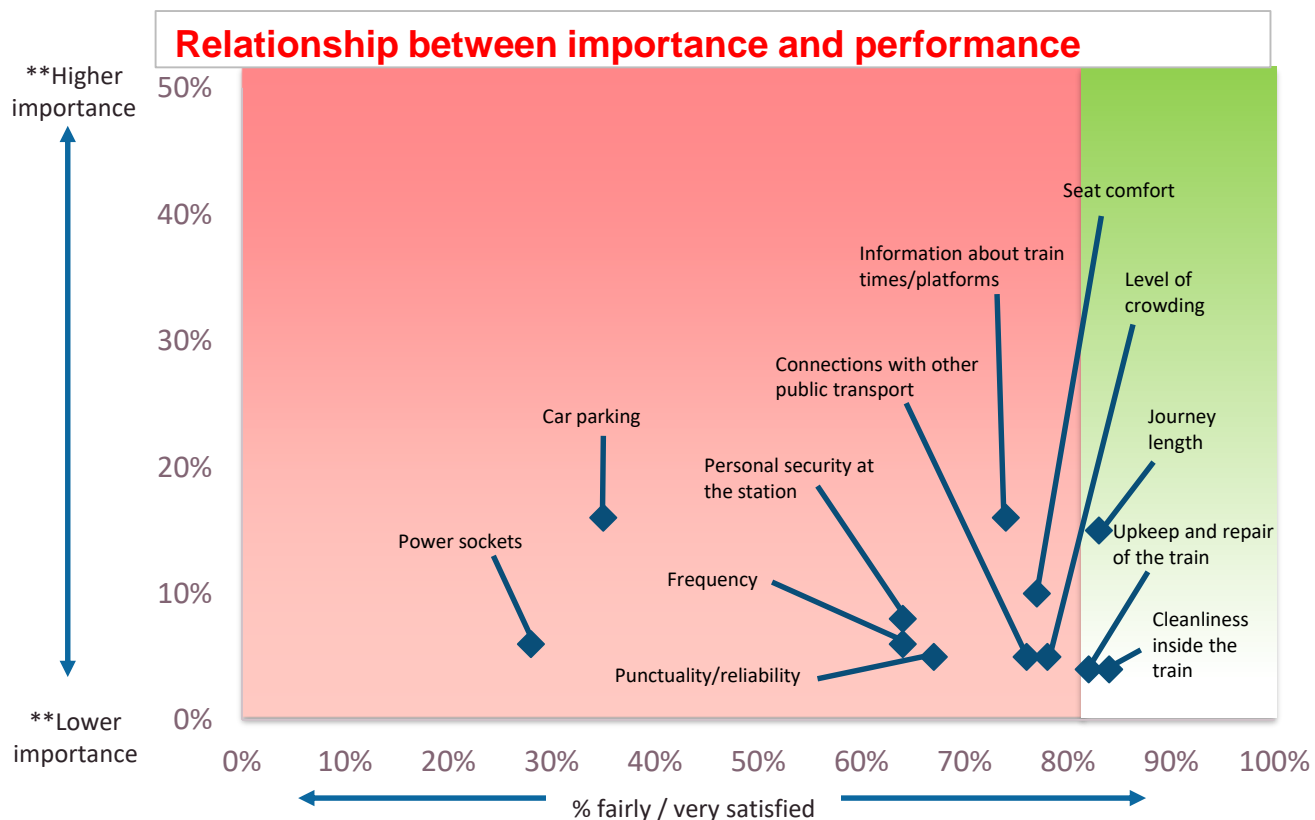 Relationship between importance and performance
**Higher
importance
50%
40%
30%
20%
10%
0%
**Lower
importance
Seat comfort
Information about train
times/platforms
Level of
crowding
Connections with other
public transport
Car parking
Journey
length
Personal security at
the station
Power sockets
Upkeep and repair
of the train
Frequency
Cleanliness
inside the
train
Punctuality/reliability
0%
10%
20%
30%
40%
50%
60%
70%
80%
90%
100%
% fairly / very satisfied